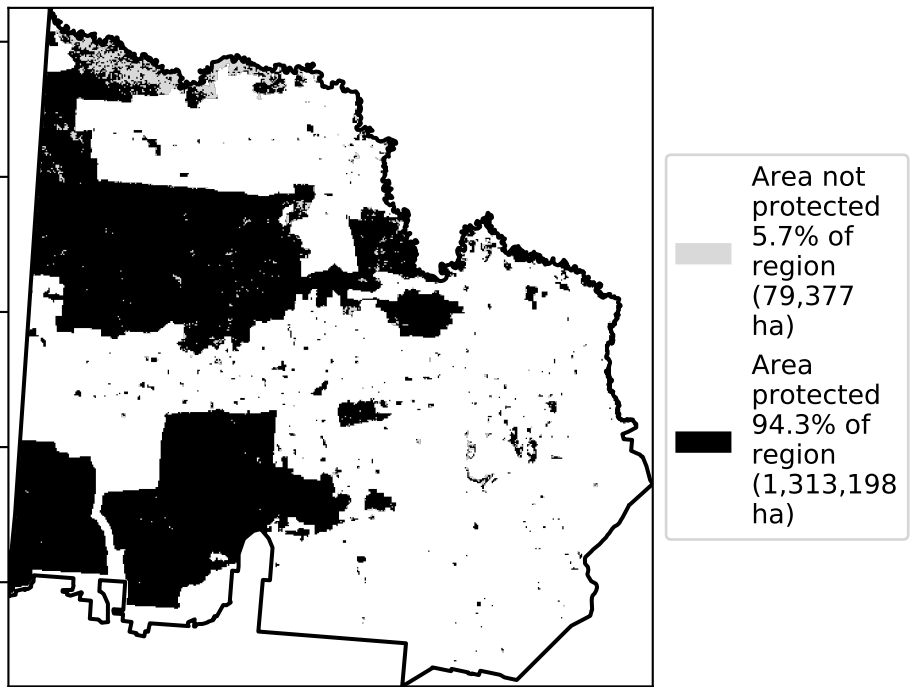 Area not
protected
5.7% of
region
(79,377
ha)
Area
protected
94.3% of
region
(1,313,198
ha)